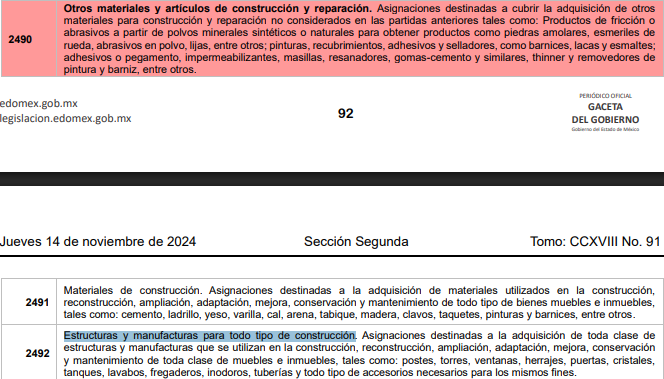 Otros materiales y artículos de construcción y reparación. Asignaciones destinadas a cubrir la adquisición de otros
materiales para construcción y reparación no considerados en las partidas anteriores tales como: Productos de fricción o
abrasivos a partir de polvos minerales sintéticos o naturales para obtener productos como piedras amolares, esmeriles de
2490
rueda, abrasivos en polvo, lijas, entre otros; pinturas, recubrimientos, adhesivos y selladores, como barnices, lacas y esmaltes;
adhesivos o pegamento, impermeabilizantes, masillas, resanadores, gomas-cemento y similares, thinner y removedores de
pintura y barniz, entre otros.
edomex.gob.mx
legislacion.edomex.gob.mx
92
PERIÓDICO OFICIAL
GACETA
DEL GOBIERNO
Gobierno del Estado de México
Jueves 14 de noviembre de 2024 Sección Segunda Tomo: CCXVIII No. 91
Materiales de construcción. Asignaciones destinadas a la adquisición de materiales utilizados en la construcción,
2491 reconstrucción, ampliación, adaptación, mejora, conservación y mantenimiento de todo tipo de bienes muebles e inmuebles,
tales como: cemento, ladrillo, yeso, varilla, cal, arena, tabique, madera, clavos, taquetes, pinturas y barnices, entre otros.
Estructuras y manufacturas para todo tipo de construcción. Asignaciones destinadas a la adquisición de toda clase de
2492 estructuras y manufacturas que se utilizan en la construcción, reconstrucción, ampliación, adaptación, mejora, conservación
y mantenimiento de toda clase de muebles e inmuebles, tales como: postes, torres, ventanas, herrajes, puertas, cristales,
tanques, lavabos, fregaderos, inodoros, tuberías y todo tipo de accesorios necesarios para los mismos fines.